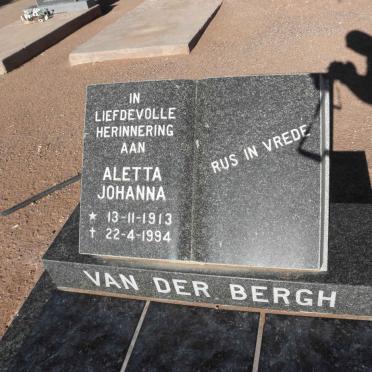 IN
LIEFDEVOLLE
HERINNERING
AAN
ALETTA
JOHANNA
* 13-11-1913
† 22-4-1994
RUS IN VREDE
VAN DER BERGH